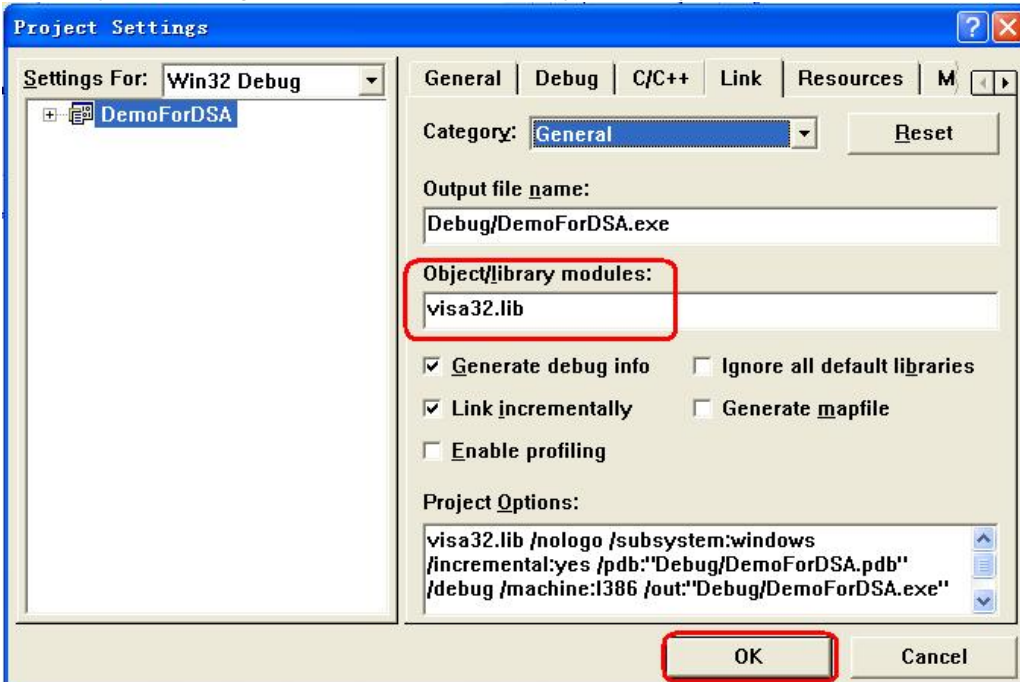 Project Settings
Settings For: Win32 Debug
DemoForDSA
General Debug C/C++ Link Resources M
Category: General Reset
Output file name:
Debug/DemoForDSA.exe
Object/library modules:
visa32.lib
Generate debug info Ignore all default libraries
Link incrementally Generate mapfile
Enable profiling
Project Options:
visa32.lib /nologo /subsystem:windows
/incremental:yes /pdb:"Debug/DemoForDSA.pdb"
/debug /machine:I386 /out:"Debug/DemoForDSA.exe"
OK Cancel